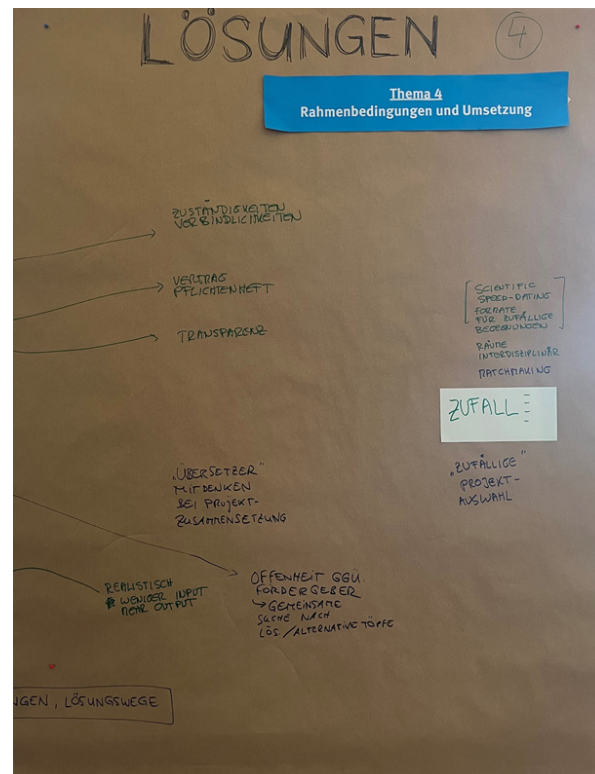 LÖSUNGEN
4
Thema 4
Rahmenbedingungen und Umsetzung
ZUSTÄNDIGKEITEN
VERBINDLICHKEITEN
VERTRAG
PFLICHTENHEFT
TRANSPARENZ
SCIENTIFIC
SPEED-DATING
FORMATE
FÜR ZUFÄLLIGE
BEGEGNUNGEN
RÄUME
INTERDISZIPLINÄR
MATCHMAKING
ZUFALL
„ÜBERSETZER"
MITDENKEN
BEI PROJEKT-
ZUSAMMENSETZUNG
„ZUFÄLLIGE"
PROJEKT-
AUSWAHL
REALISTISCH
WENIGER INPUT
MEHR OUTPUT
OFFENHEIT GGÜ.
FÖRDERGEBER
↳ GEMEINSAME
SUCHE NACH
LÖS./ALTERNATIVE TÖPFE
NGEN, LÖSUNGSWEGE